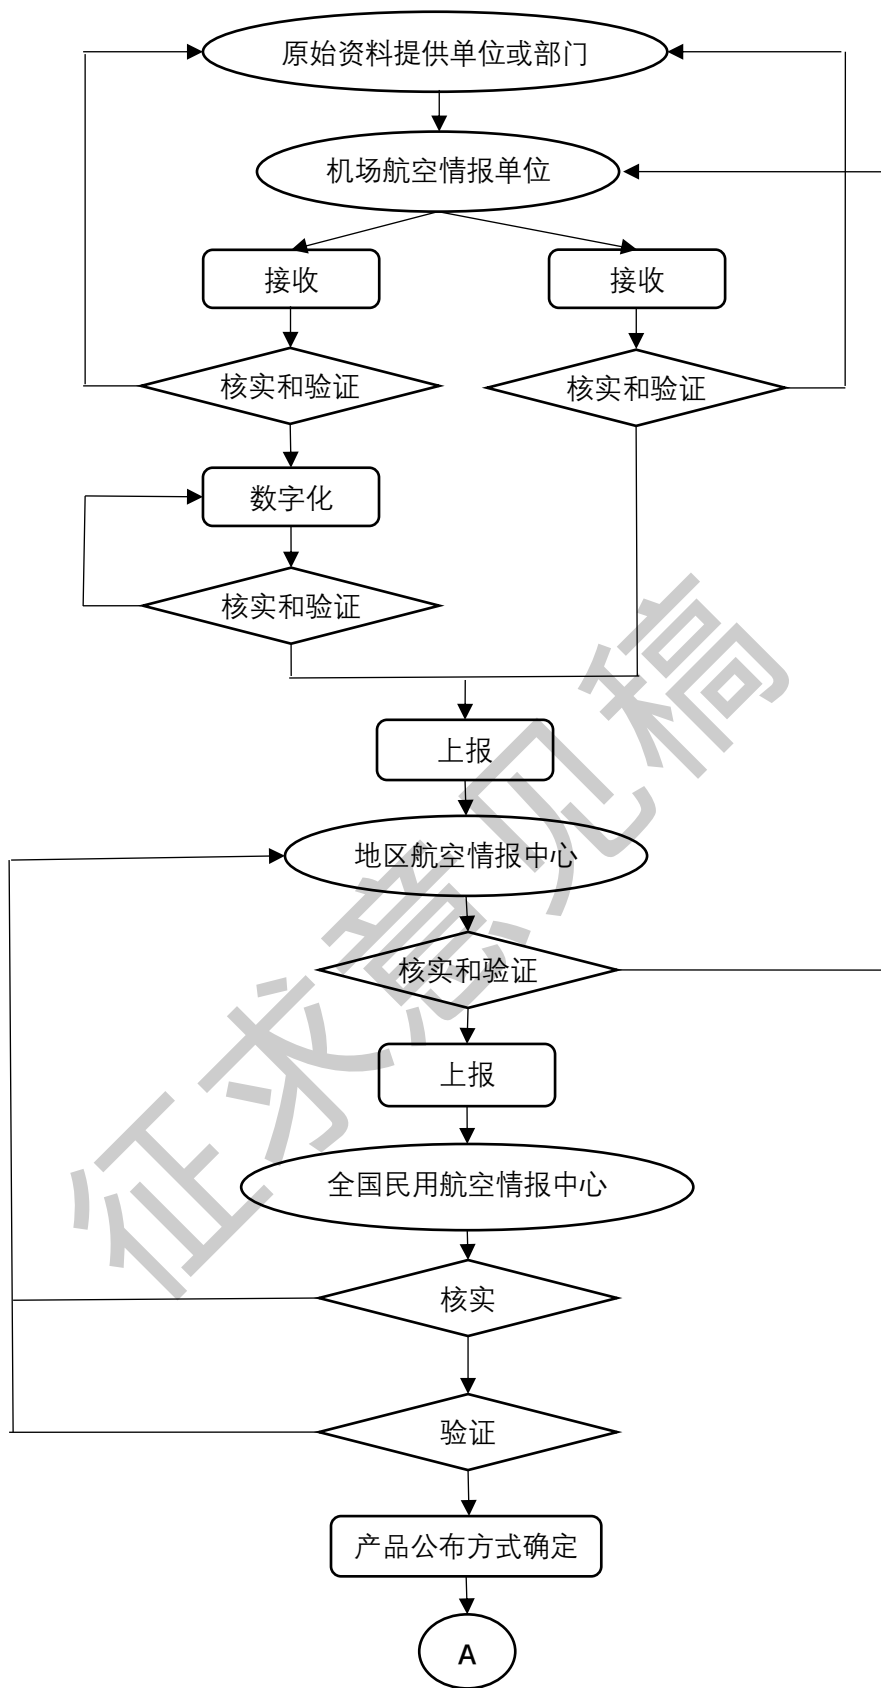 原始资料提供单位或部门
机场航空情报单位
接收
接收
核实和验证
核实和验证
数字化
核实和验证
上报
地区航空情报中心
核实和验证
上报
全国民用航空情报中心
核实
验证
产品公布方式确定
A
征求意见稿